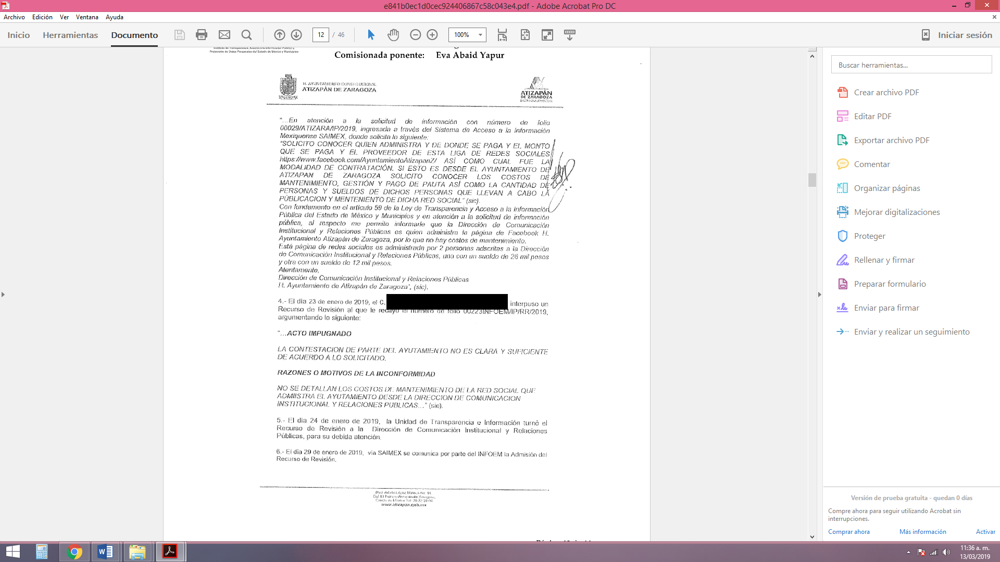 e841b0ec1d0cec924406867c58c043e4.pdf - Adobe Acrobat Pro DC
Archivo Edición Ver Ventana Ayuda
Inicio Herramientas Documento 12 / 46 100% Iniciar sesión
Instituto de Transparencia, Acceso a la Información Pública y
Protección de Datos Personales del Estado de México y Municipios
Comisionada ponente: Eva Abaid Yapur
H. AYUNTAMIENTO CONSTITUCIONAL
ATIZAPÁN DE ZARAGOZA
ATIZAPÁN
DE ZARAGOZA
"...En atención a la solicitud de información con número de folio
00029/ATIZARA/IP/2019, ingresada a través del Sistema de Acceso a la Información
Mexiquense SAIMEX, donde solicita lo siguiente:
"SOLICITO CONOCER QUIEN ADMINISTRA Y DE DONDE SE PAGA Y EL MONTO
QUE SE PAGA Y EL PROVEEDOR DE ESTA LIGA DE REDES SOCIALES
https://www.facebook.com/AyuntamientoAtizapanZ/ ASÍ COMO CUAL FUE LA
MODALIDAD DE CONTRATACIÓN. SI ESTO ES DESDE EL AYUNTAMIENTO DE
ATIZAPAN DE ZARAGOZA SOLICITO CONOCER LOS COSTOS DE
MANTENIMIENTO, GESTIÓN Y PAGO DE PAUTA ASÍ COMO LA CANTIDAD DE
PERSONAS Y SUELDOS DE DICHOS PERSONAS QUE LLEVAN A CABO LA
PÚBLICACION Y MENTENIENTO DE DICHA RED SOCIAL" (sic).
Con fundamento en el artículo 59 de la Ley de Transparencia y Acceso a la Información
Pública del Estado de México y Municipios y en atención a la solicitud de información
pública, al respecto me permito informarle que la Dirección de Comunicación
Institucional y Relaciones Públicas es quien administra la página de Facebook H.
Ayuntamiento Atizapán de Zaragoza, por lo que no hay costos de mantenimiento.
Está página de redes sociales es administrada por 2 personas adscritas a la Dirección
de Comunicación Institucional y Relaciones Públicas, una con un sueldo de 26 mil pesos
y otra con un sueldo de 12 mil pesos.
Atentamente,
Dirección de Comunicación Institucional y Relaciones Públicas
H. Ayuntamiento de Atizapán de Zaragoza", (sic).
4.- El día 23 de enero de 2019, el C. interpuso un
Recurso de Revisión al que le recayó el número de folio 00223INFOEM/IP/RR/2019,
argumentando lo siguiente:
"...ACTO IMPUGNADO
LA CONTESTACION DE PARTE DEL AYUTAMIENTO NO ES CLARA Y SUFICIENTE
DE ACUERDO A LO SOLICITADO.
RAZONES O MOTIVOS DE LA INCONFORMIDAD
NO SE DETALLAN LOS COSTOS DE MANTENIMIENTO DE LA RED SOCIAL QUE
ADMIISTRA EL AYUTAMIENTO DESDE LA DIRECCION DE COMUNICACION
INSTITUCIONAL Y RELACIONES PUBLICAS..." (sic).
5.- El día 24 de enero de 2019, la Unidad de Transparencia e Información turnó el
Recurso de Revisión a la Dirección de Comunicación Institucional y Relaciones
Públicas, para su debida atención.
6.- El día 29 de enero de 2019, vía SAIMEX se comunica por parte del INFOEM la Admisión del
Recurso de Revisión.
Blvd. Adolfo López Mateos No. 91,
Col. El Potrero Atizapán de Zaragoza,
Estado de México Tel. 36 22 20 00
www.atizapan.gob.mx
Buscar herramientas...
Crear archivo PDF
Editar PDF
Exportar archivo PDF
Comentar
Organizar páginas
Mejorar digitalizaciones
Proteger
Rellenar y firmar
Preparar formulario
Enviar para firmar
Enviar y realizar un seguimiento
Versión de prueba gratuita - quedan 0 días
Compre ahora para seguir utilizando Acrobat sin
interrupciones.
Comprar ahora Más información Activar
11:36 a. m.
13/03/2019